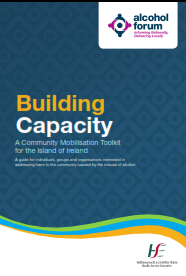 alcohol
forum
Informing Nationally,
Delivering Locally
Building
Capacity
A Community Mobilisation Toolkit
for the Island of Ireland
A guide for individuals, groups and organisations interested in
addressing harm in the community caused by the misuse of alcohol